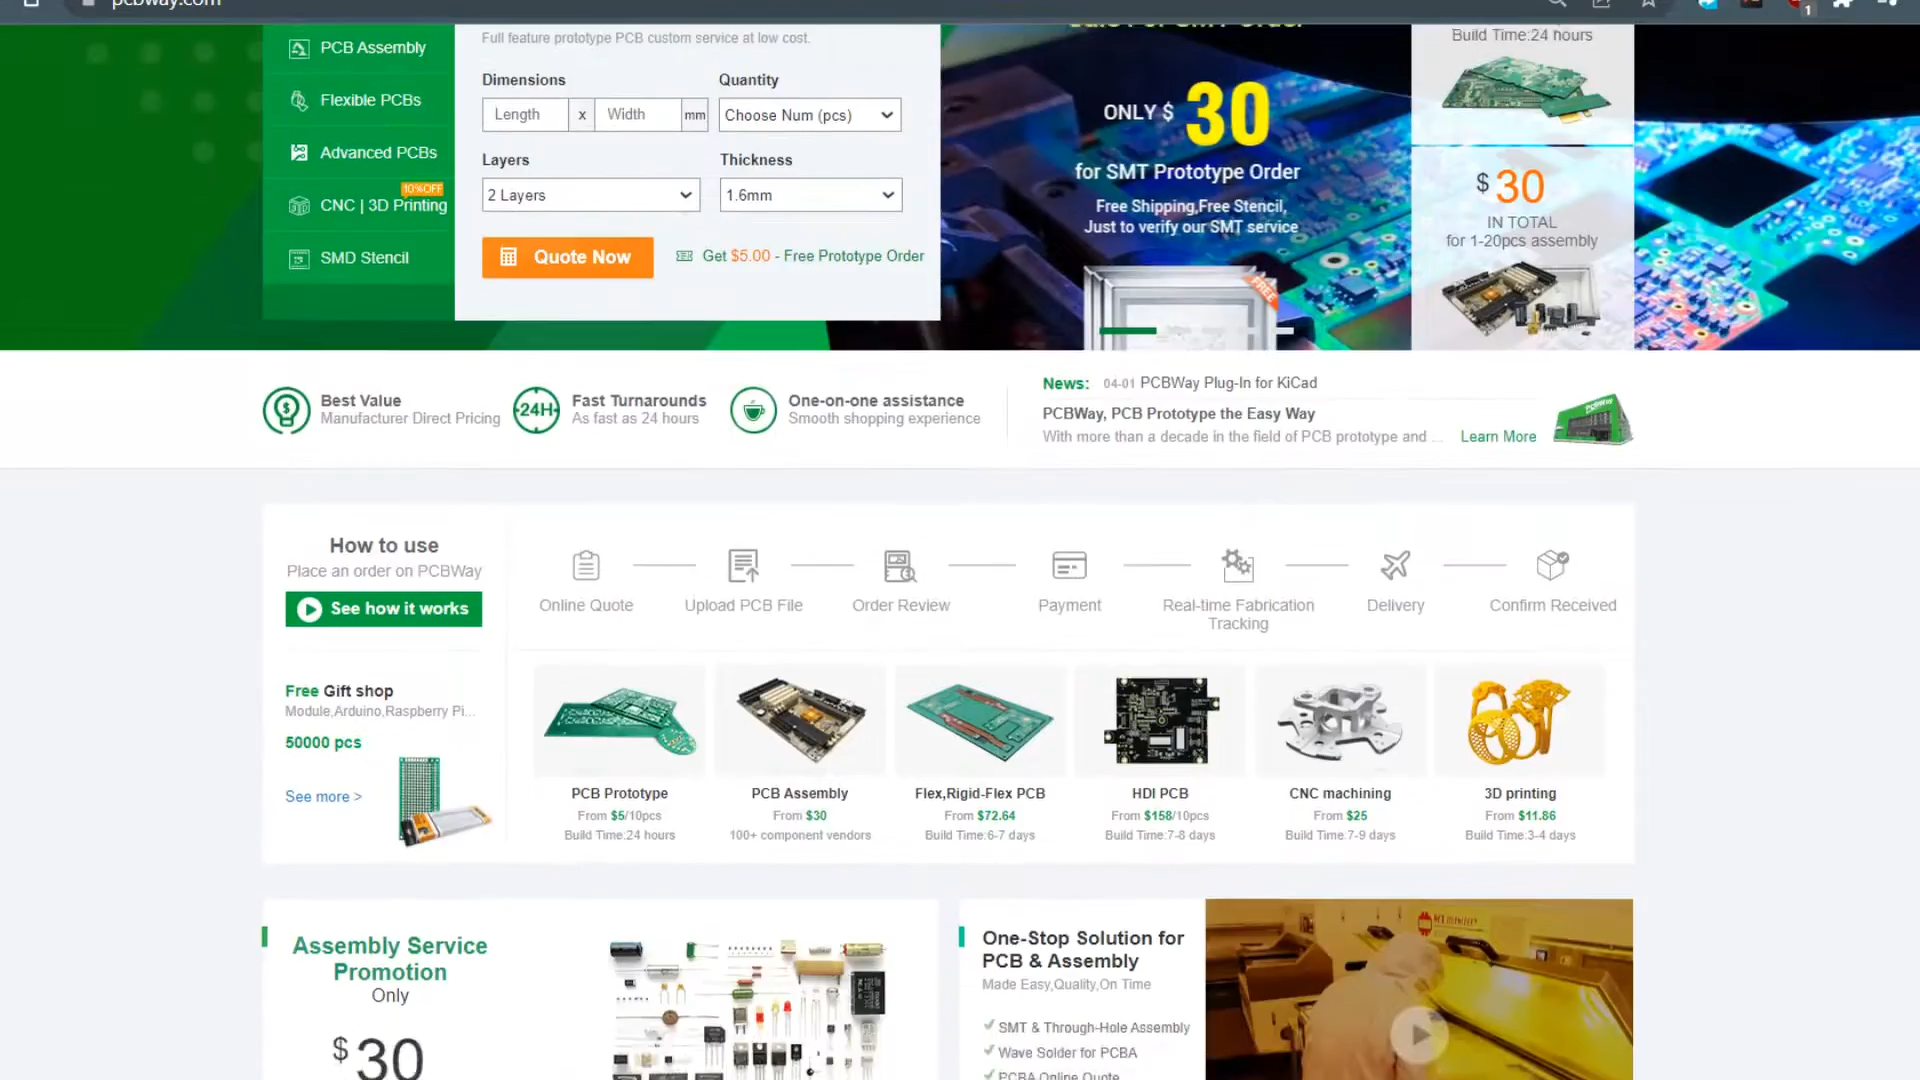 pcbway.com
1
PCB Assembly
Flexible PCBs
Advanced PCBs
10%OFF
CNC | 3D Printing
SMD Stencil
Full feature prototype PCB custom service at low cost.
Dimensions
Quantity
Length
x
Width
mm
Choose Num (pcs)
Layers
Thickness
2 Layers
1.6mm
Quote Now
Get $5.00 - Free Prototype Order
ONLY $ 30
for SMT Prototype Order
Free Shipping,Free Stencil,
Just to verify our SMT service
FREE
Build Time:24 hours
$ 30
IN TOTAL
for 1-20pcs assembly
Best Value
Manufacturer Direct Pricing
24H
Fast Turnarounds
As fast as 24 hours
One-on-one assistance
Smooth shopping experience
News: 04-01 PCBWay Plug-In for KiCad
PCBWay, PCB Prototype the Easy Way
With more than a decade in the field of PCB prototype and ... Learn More
PCBWay
How to use
Place an order on PCBWay
See how it works
Online Quote
Upload PCB File
Order Review
Payment
Real-time Fabrication
Tracking
Delivery
Confirm Received
Free Gift shop
Module,Arduino,Raspberry Pi...
50000 pcs
See more >
PCB Prototype
From $5/10pcs
Build Time:24 hours
PCB Assembly
From $30
100+ component vendors
Flex,Rigid-Flex PCB
From $72.64
Build Time:6-7 days
HDI PCB
From $158/10pcs
Build Time:7-8 days
CNC machining
From $25
Build Time:7-9 days
3D printing
From $11.86
Build Time:3-4 days
Assembly Service
Promotion
Only
$ 30
One-Stop Solution for
PCB & Assembly
Made Easy,Quality,On Time
SMT & Through-Hole Assembly
Wave Solder for PCBA
PCBA Online Quote